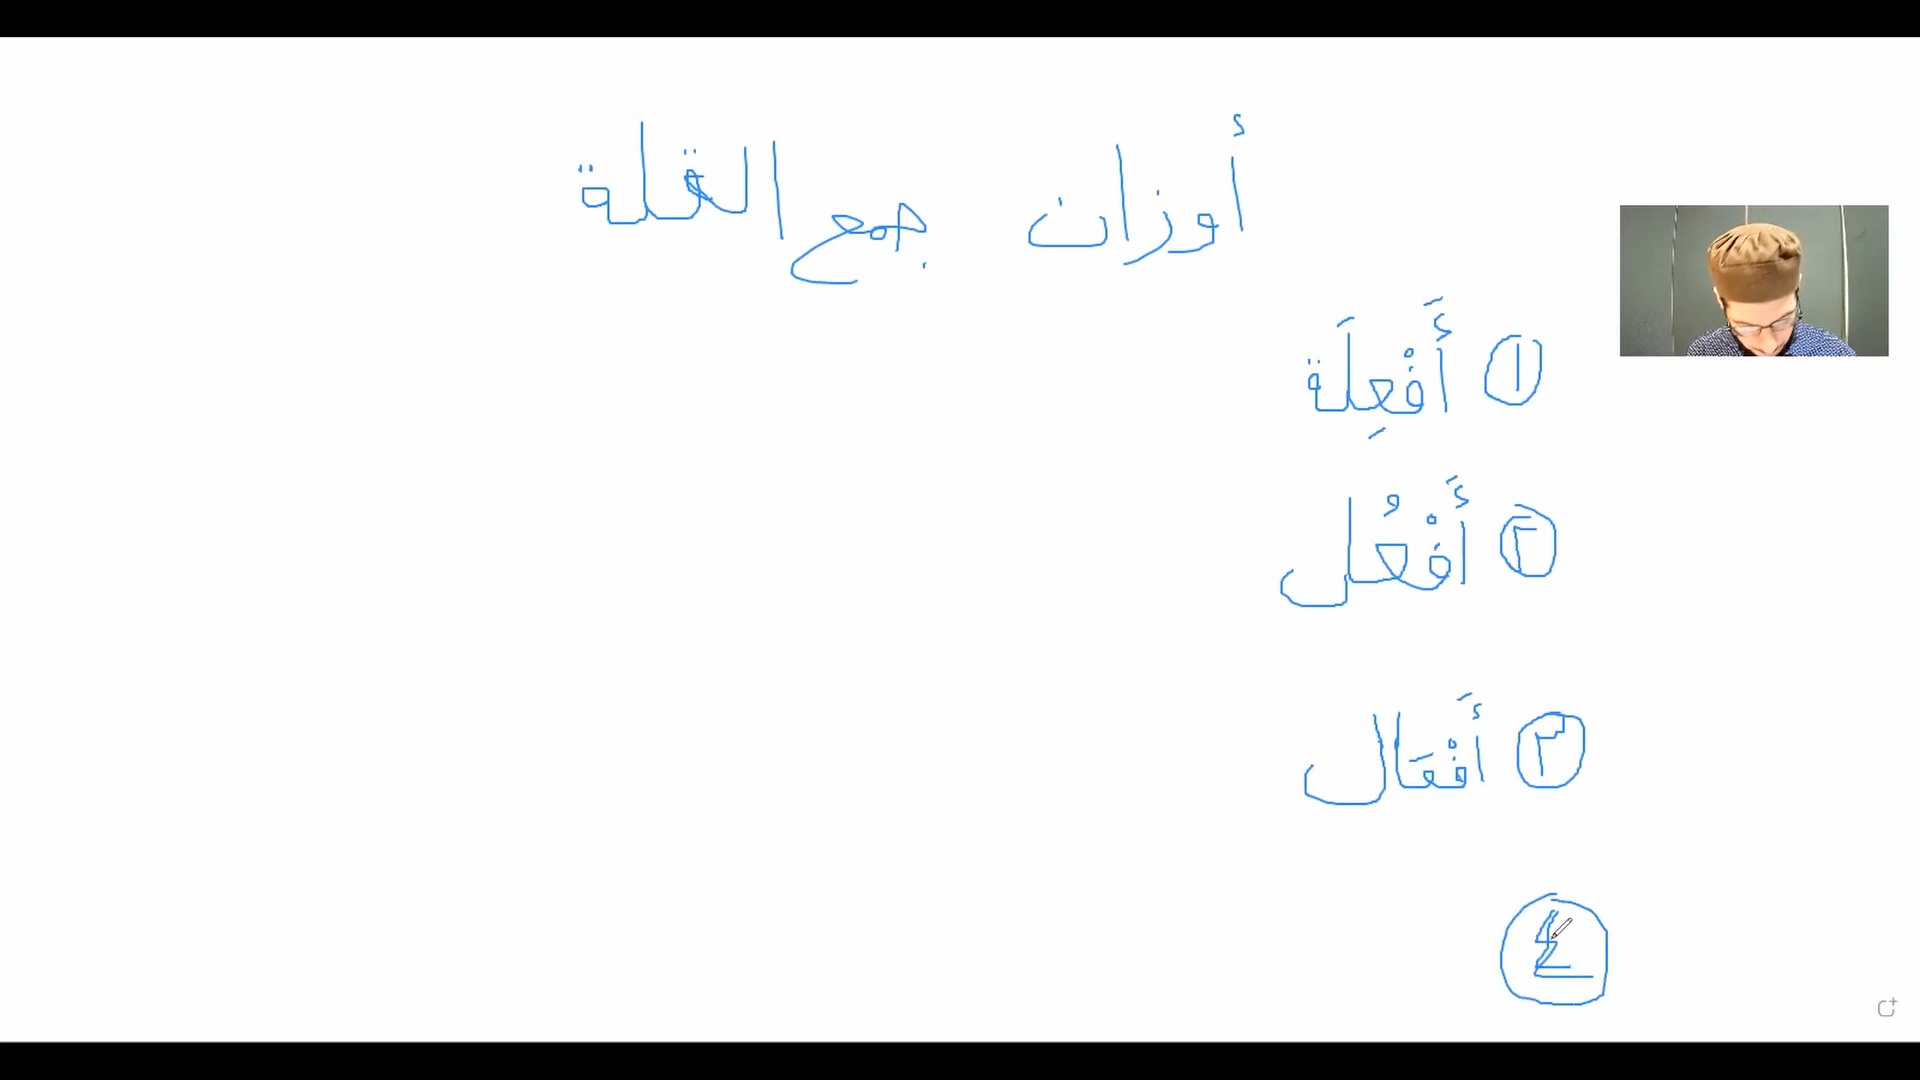 أوزان جمع القلة
١ أَفْعِلَة
٢ أَفْعُل
٣ أَفْعَال
٤